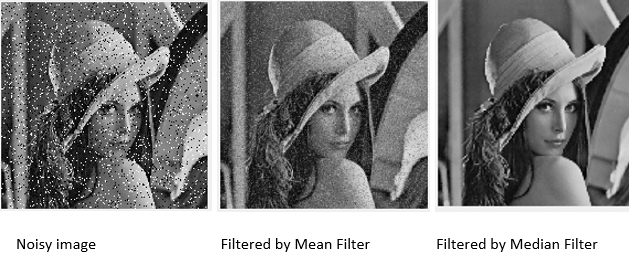 Noisy image
Filtered by Mean Filter
Filtered by Median Filter